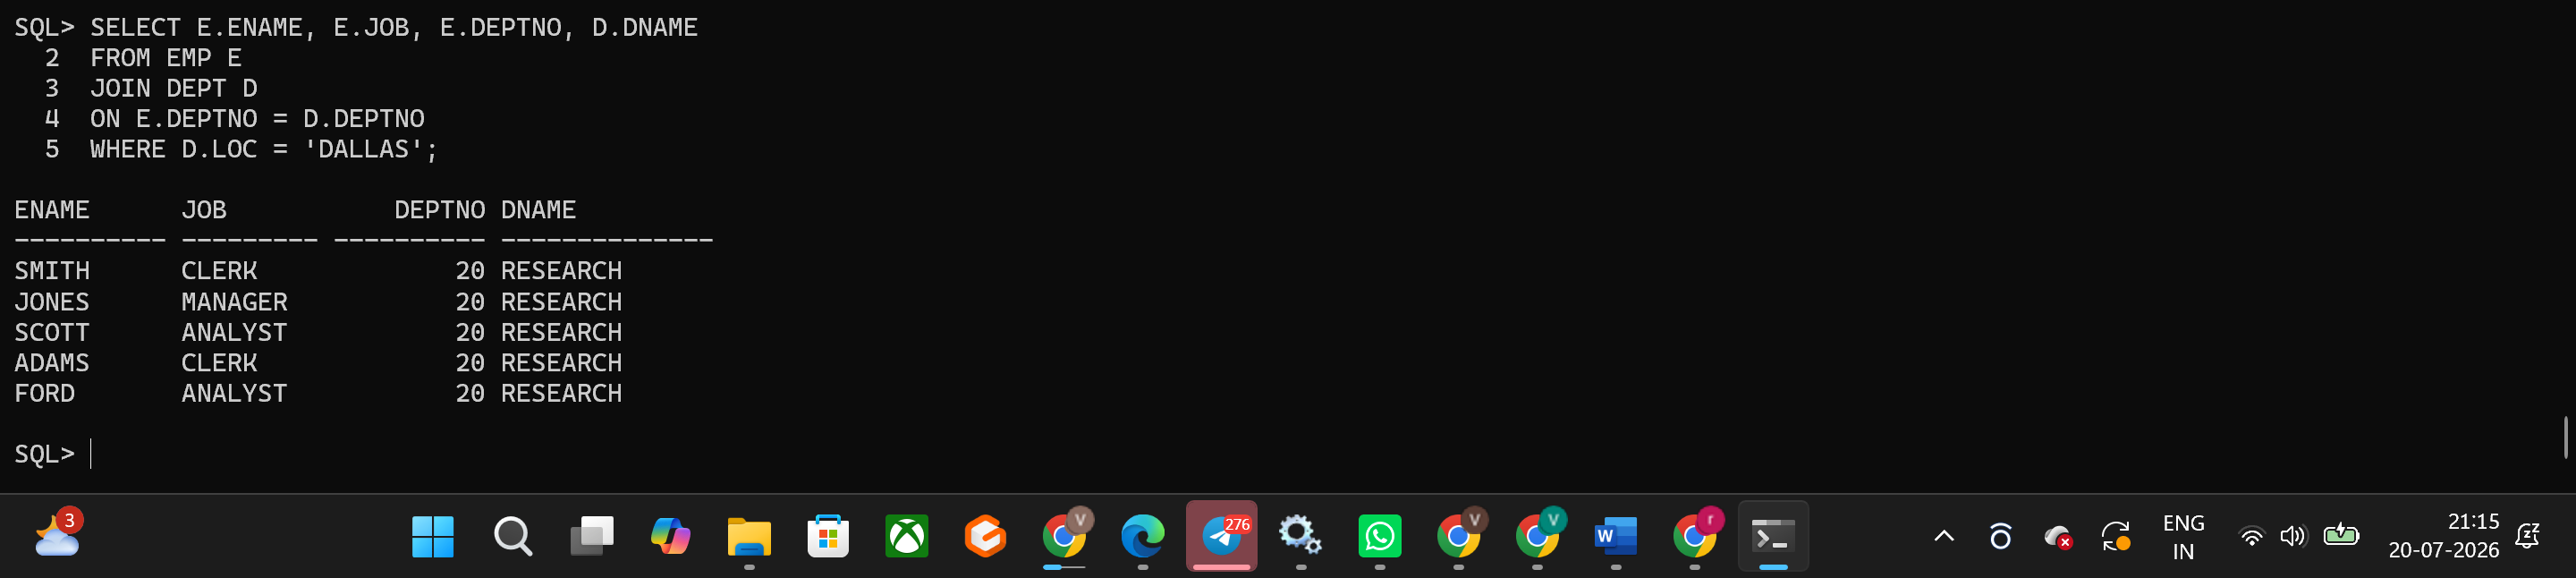 SQL> SELECT E.ENAME, E.JOB, E.DEPTNO, D.DNAME
  2  FROM EMP E
  3  JOIN DEPT D
  4  ON E.DEPTNO = D.DEPTNO
  5  WHERE D.LOC = 'DALLAS';
ENAME      JOB           DEPTNO DNAME
---------- --------- ---------- --------------
SMITH      CLERK             20 RESEARCH
JONES      MANAGER           20 RESEARCH
SCOTT      ANALYST           20 RESEARCH
ADAMS      CLERK             20 RESEARCH
FORD       ANALYST           20 RESEARCH
SQL>
3
V
276
V
V
W
r
ENG
IN
21:15
20-07-2026